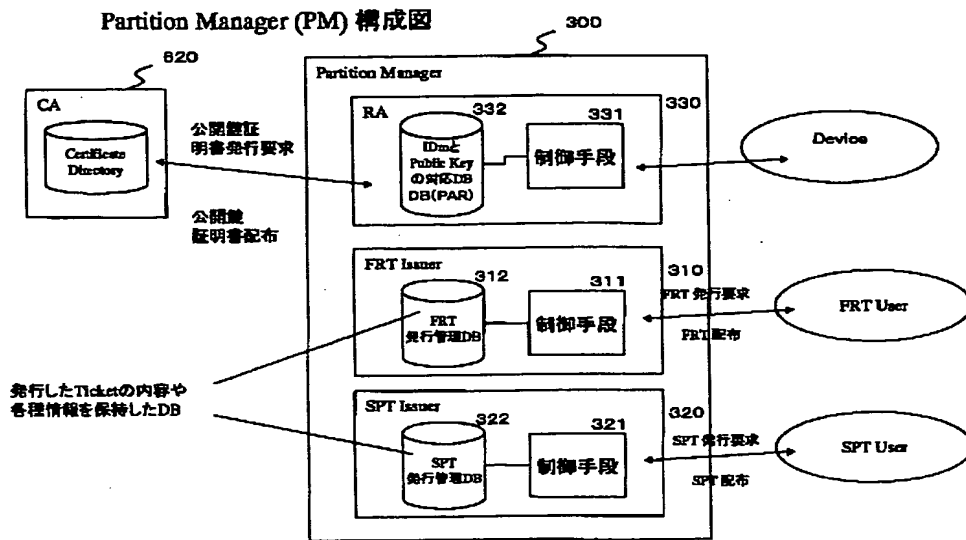 Partition Manager (PM) 構成図
620
300
CA
Certificate
Directory
公開鍵証
明書発行要求
公開鍵
証明書配布
Partition Manager
RA
332
331
330
IDmと
Public Key
の対応DB
DB(PAR)
制御手段
Device
FRT Issuer
312
311
310
FRT
発行管理DB
制御手段
FRT 発行要求
FRT 配布
FRT User
発行したTicketの内容や
各種情報を保持したDB
SPT Issuer
322
321
320
SPT
発行管理DB
制御手段
SPT 発行要求
SPT 配布
SPT User